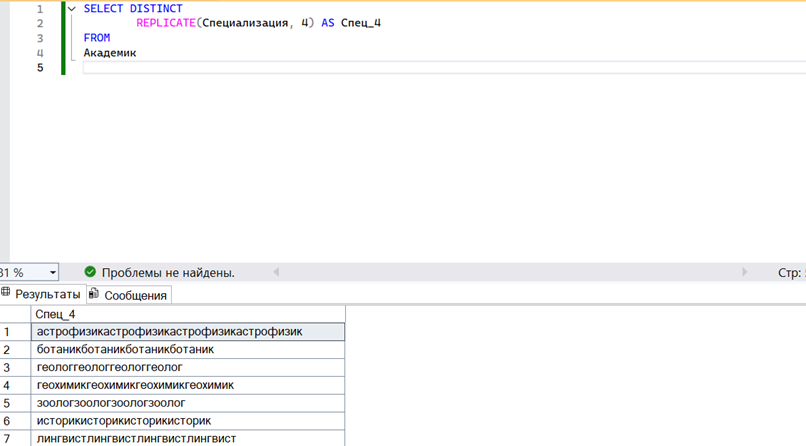 1 SELECT DISTINCT
2 REPLICATE(Специализация, 4) AS Спец_4
3 FROM
4 Академик
5
31 % Проблемы не найдены. Стр:
Результаты Сообщения
Спец_4
1 астрофизикастрофизикастрофизикастрофизик
2 ботаникботаникботаникботаник
3 геологгеологгеологгеолог
4 геохимикгеохимикгеохимикгеохимик
5 зоологзоологзоологзоолог
6 историкисторикисторикисторик
7 лингвистлингвистлингвистлингвист